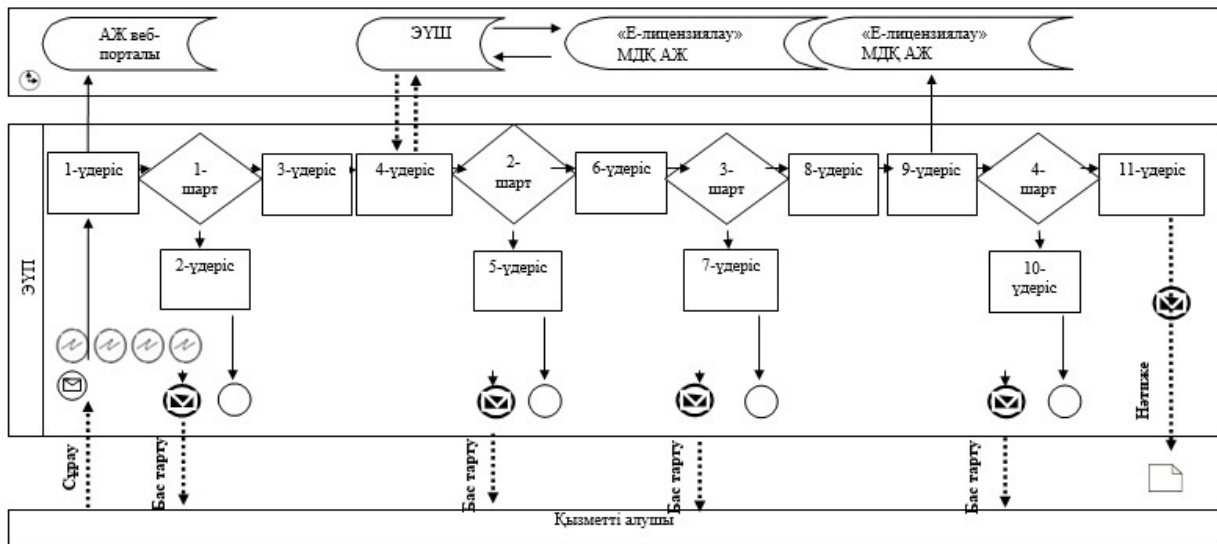 АЖ веб-
порталы
ЭҮШ
«Е-лицензиялау»
МДҚ АЖ
«Е-лицензиялау»
МДҚ АЖ
ЭҮП
1-үдеріс
1-
шарт
3-үдеріс
4-үдеріс
2-
шарт
6-үдеріс
3-
шарт
8-үдеріс
9-үдеріс
4-
шарт
11-үдеріс
2-үдеріс
5-үдеріс
7-үдеріс
10-
үдеріс
Сұрау
Бас тарту
Бас тарту
Бас тарту
Бас тарту
Нәтиже
Қызметті алушы